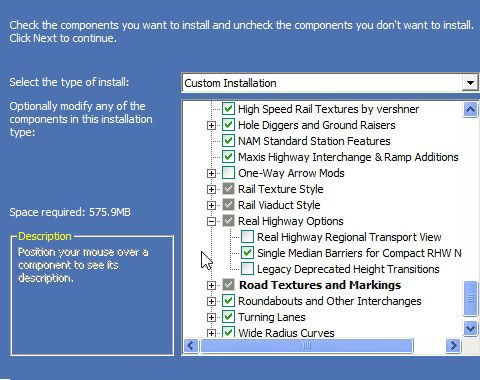 Check the components you want to install and uncheck the components you don't want to install.
Click Next to continue.
Select the type of install:
Custom Installation
Optionally modify any of the
components in this installation
type:
High Speed Rail Textures by vershner
Hole Diggers and Ground Raisers
NAM Standard Station Features
Maxis Highway Interchange & Ramp Additions
One-Way Arrow Mods
Rail Texture Style
Rail Viaduct Style
Real Highway Options
Real Highway Regional Transport View
Single Median Barriers for Compact RHW N
Legacy Deprecated Height Transitions
Road Textures and Markings
Roundabouts and Other Interchanges
Turning Lanes
Wide Radius Curves
Space required: 575.9MB
Description
Position your mouse over a
component to see its
description.